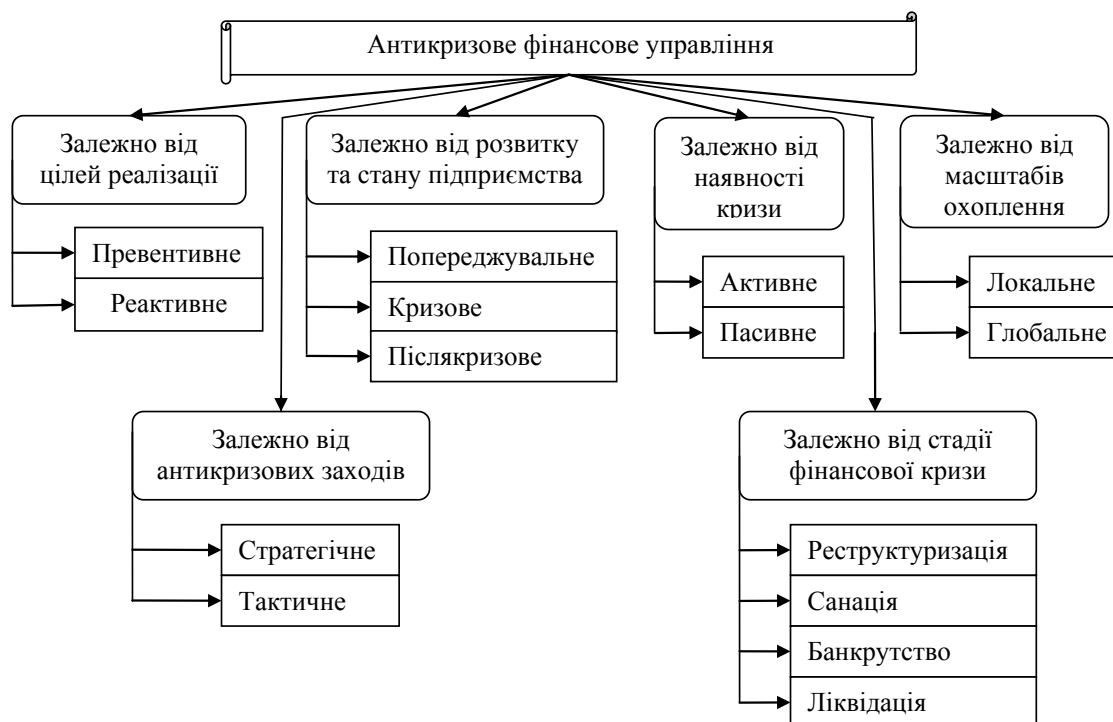 Антикризове фінансове управління
Залежно від
цілей реалізації
Превентивне
Реактивне
Залежно від розвитку
та стану підприємства
Попереджувальне
Кризове
Післякризове
Залежно від
наявності
кризи
Активне
Пасивне
Залежно від
масштабів
охоплення
Локальне
Глобальне
Залежно від
антикризових заходів
Стратегічне
Тактичне
Залежно від стадії
фінансової кризи
Реструктуризація
Санація
Банкрутство
Ліквідація